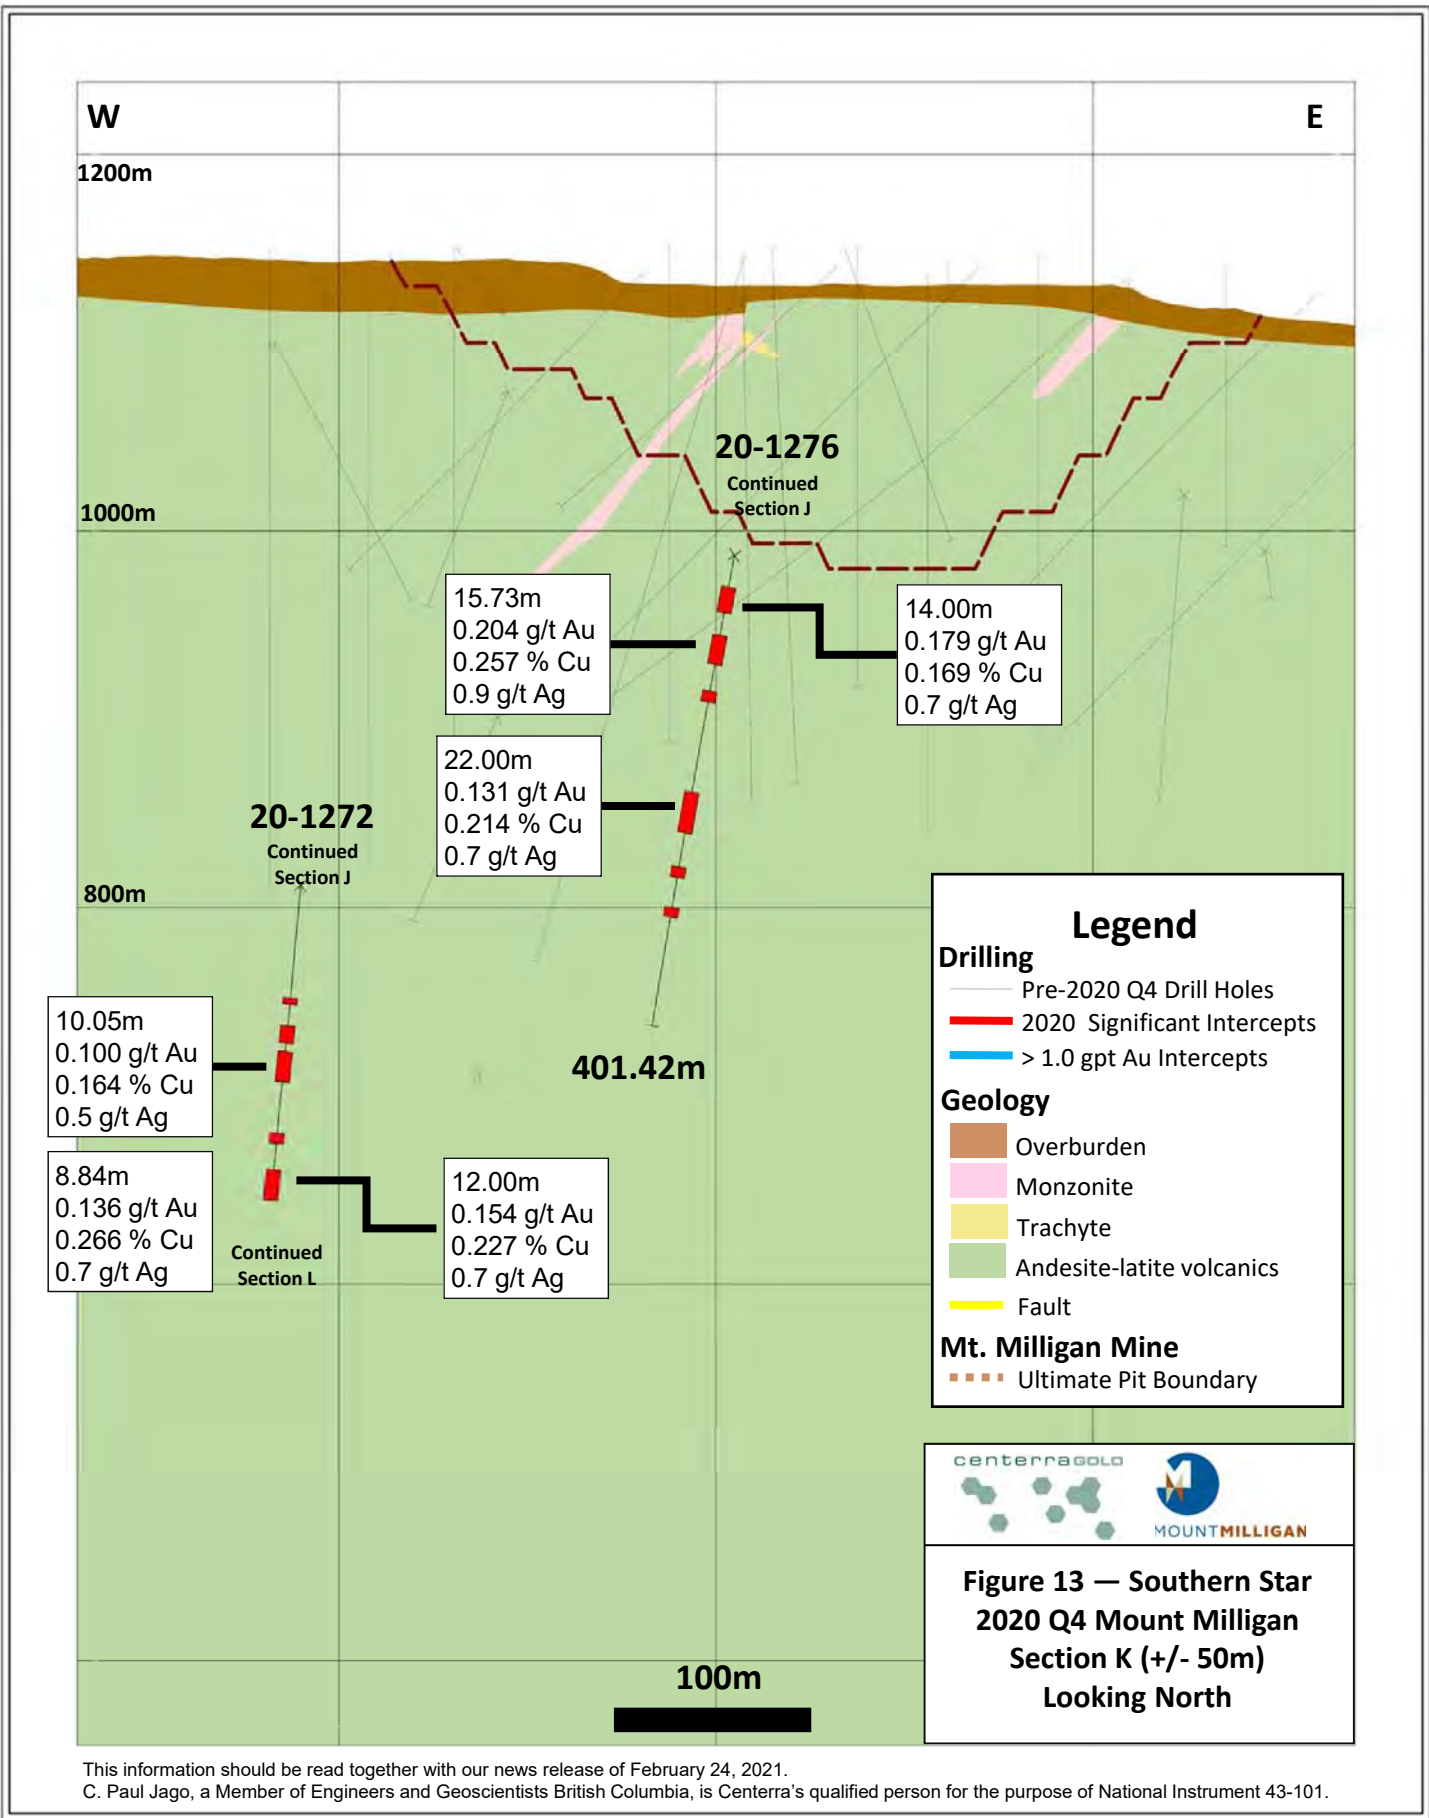 W
E
1200m
20-1276
Continued
Section J
1000m
15.73m
0.204 g/t Au
0.257 % Cu
0.9 g/t Ag
14.00m
0.179 g/t Au
0.169 % Cu
0.7 g/t Ag
22.00m
0.131 g/t Au
0.214 % Cu
0.7 g/t Ag
20-1272
Continued
Section J
800m
401.42m
10.05m
0.100 g/t Au
0.164 % Cu
0.5 g/t Ag
8.84m
0.136 g/t Au
0.266 % Cu
0.7 g/t Ag
Continued
Section L
12.00m
0.154 g/t Au
0.227 % Cu
0.7 g/t Ag
Legend
Drilling
Pre-2020 Q4 Drill Holes
2020 Significant Intercepts
> 1.0 gpt Au Intercepts
Geology
Overburden
Monzonite
Trachyte
Andesite-latite volcanics
Fault
Mt. Milligan Mine
Ultimate Pit Boundary
centerraGOLD
MOUNTMILLIGAN
Figure 13 — Southern Star
2020 Q4 Mount Milligan
Section K (+/- 50m)
Looking North
100m
This information should be read together with our news release of February 24, 2021.
C. Paul Jago, a Member of Engineers and Geoscientists British Columbia, is Centerra's qualified person for the purpose of National Instrument 43-101.